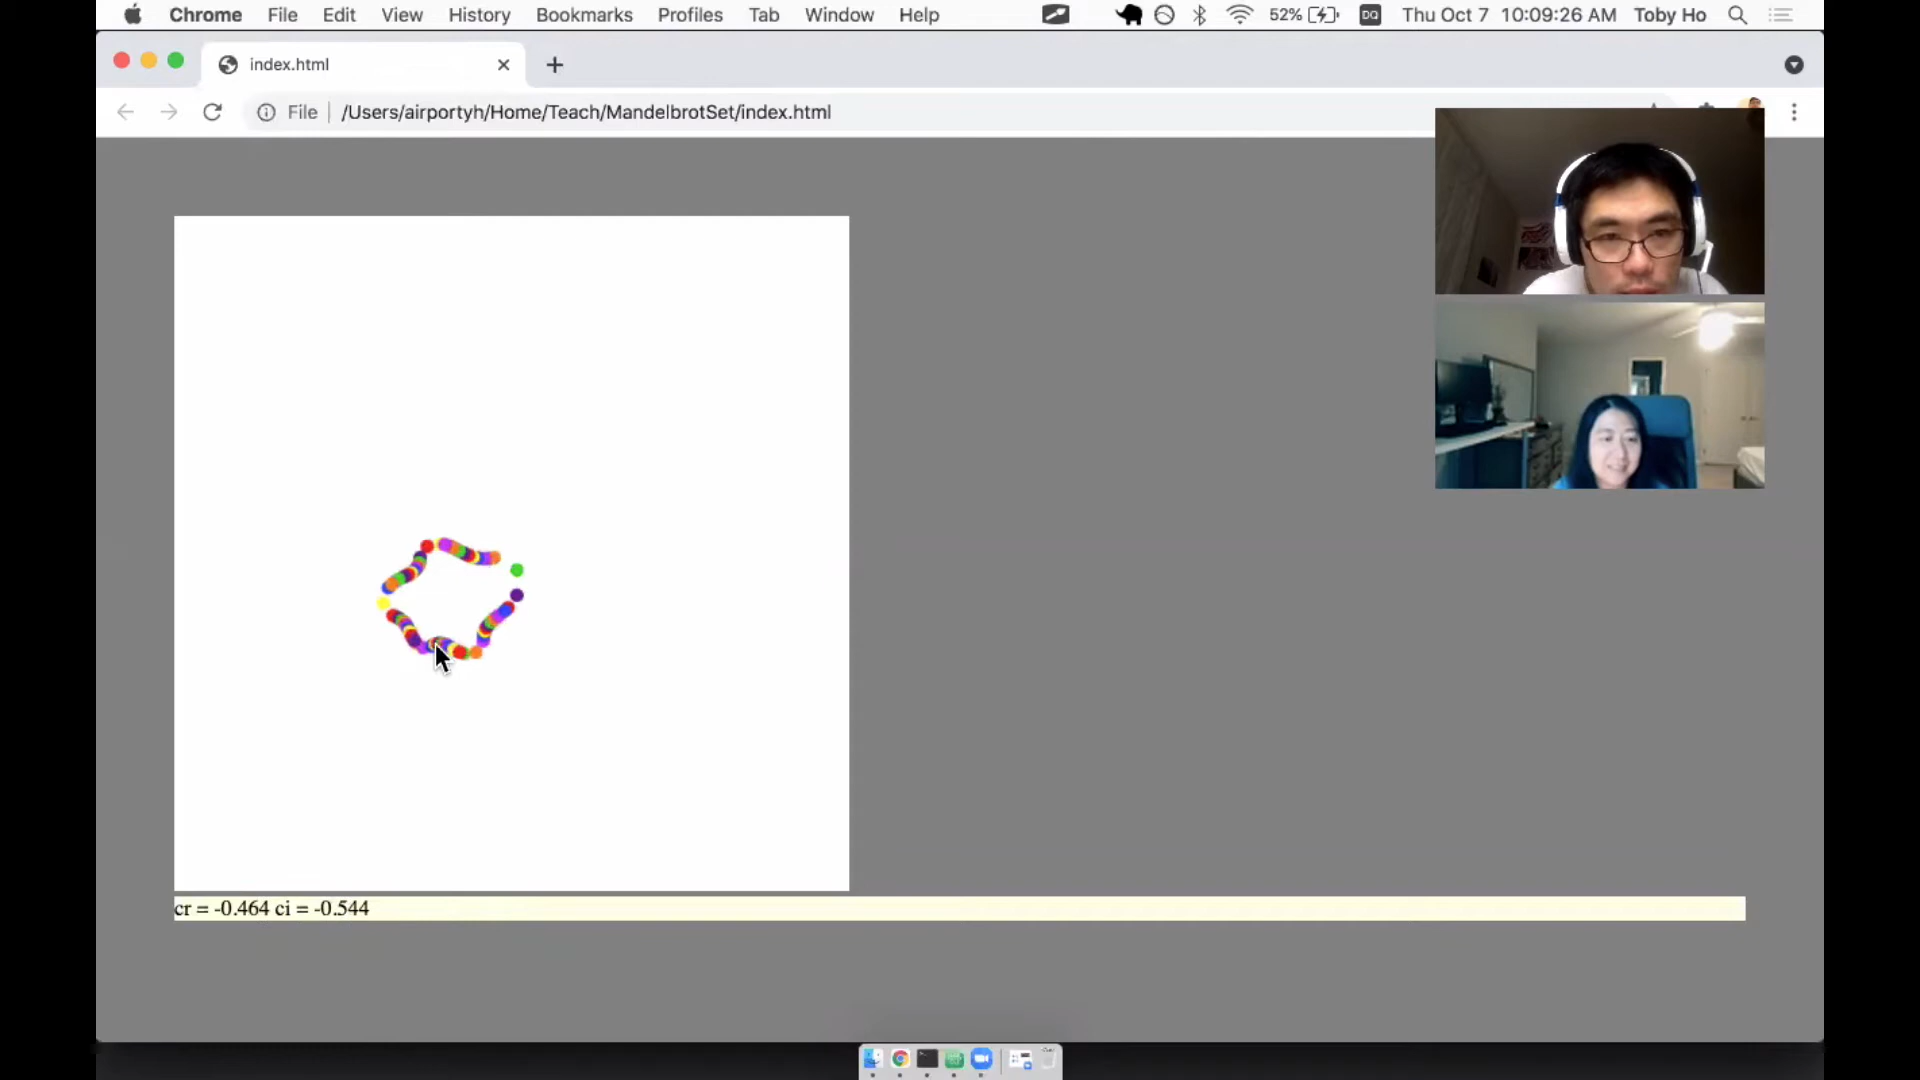 Chrome File Edit View History Bookmarks Profiles Tab Window Help 52% DQ Thu Oct 7 10:09:26 AM Toby Ho
index.html
File /Users/airportyh/Home/Teach/MandelbrotSet/index.html
cr = -0.464 ci = -0.544